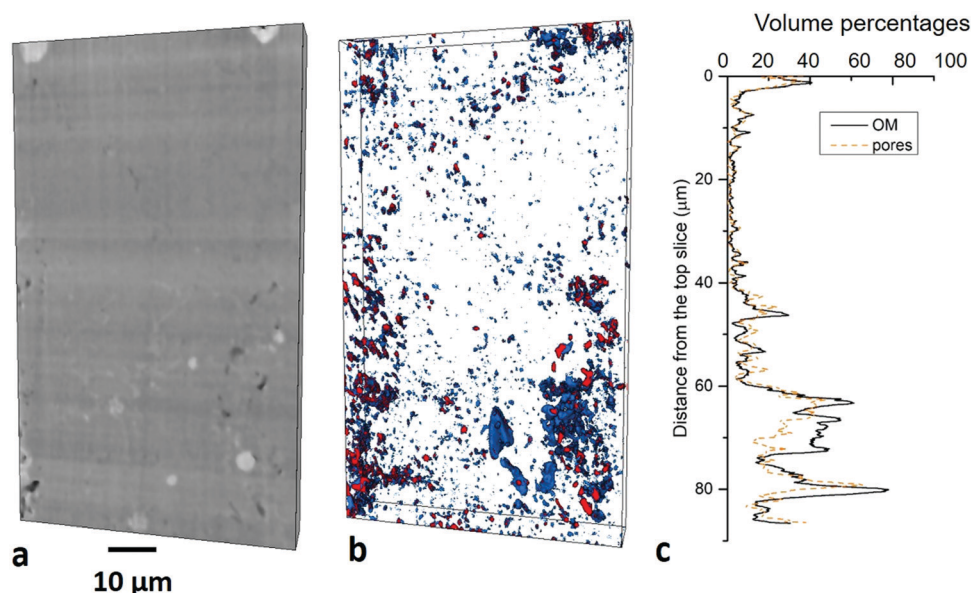 Volume percentages
0 20 40 60 80 100
0
OM
pores
20
40
60
80
Distance from the top slice (µm)
a
10 µm
b
c